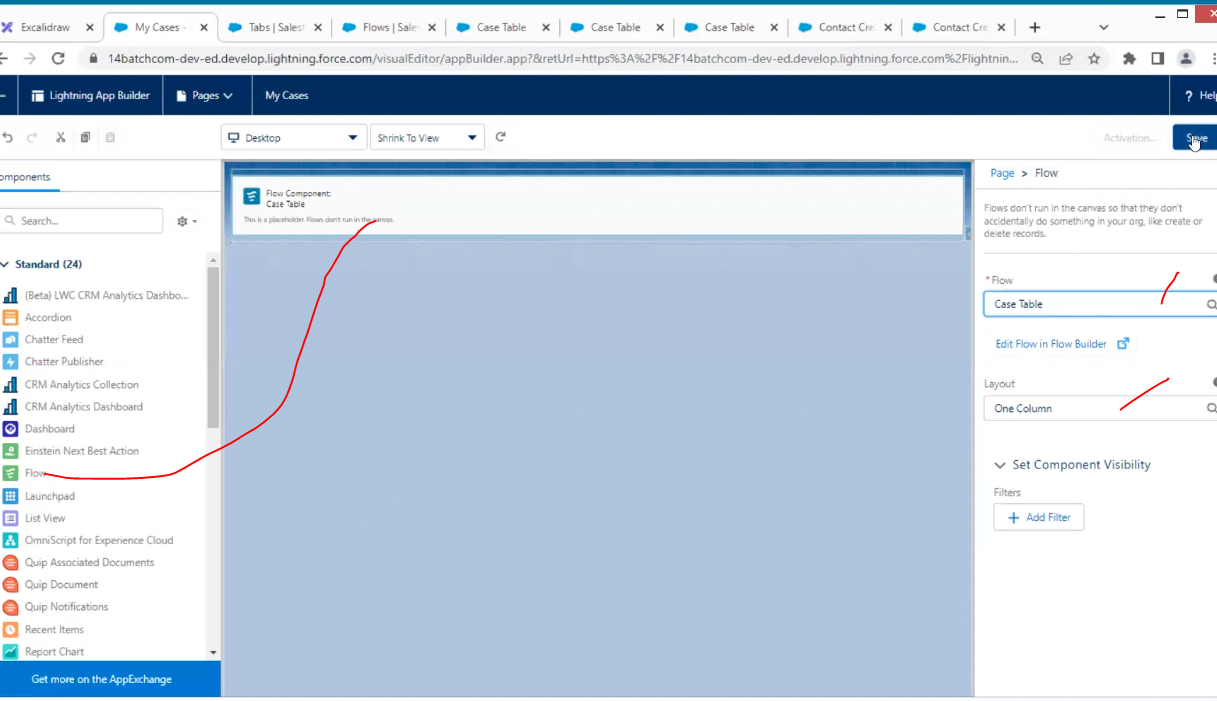 Excalidraw
My Cases -
Tabs | Salesf
Flows | Sale
Case Table -
Case Table
Case Table
Contact Cre
Contact Cre
14batchcom-dev-ed.develop.lightning.force.com/visualEditor/appBuilder.app?&retUrl=https%3A%2F%2F14batchcom-dev-ed.develop.lightning.force.com%2Flightnin...
Lightning App Builder
Pages
My Cases
? Help
Desktop
Shrink To View
Activation...
Save
omponents
Search...
Standard (24)
(Beta) LWC CRM Analytics Dashbo...
Accordion
Chatter Feed
Chatter Publisher
CRM Analytics Collection
CRM Analytics Dashboard
Dashboard
Einstein Next Best Action
Flow
Launchpad
List View
OmniScript for Experience Cloud
Quip Associated Documents
Quip Document
Quip Notifications
Recent Items
Report Chart
Get more on the AppExchange
Flow Component:
Case Table
This is a placeholder. Flows don't run in the canvas.
Page > Flow
Flows don't run in the canvas so that they don't
accidentally do something in your org, like create or
delete records.
* Flow
Case Table
Edit Flow in Flow Builder
Layout
One Column
Set Component Visibility
Filters
+ Add Filter